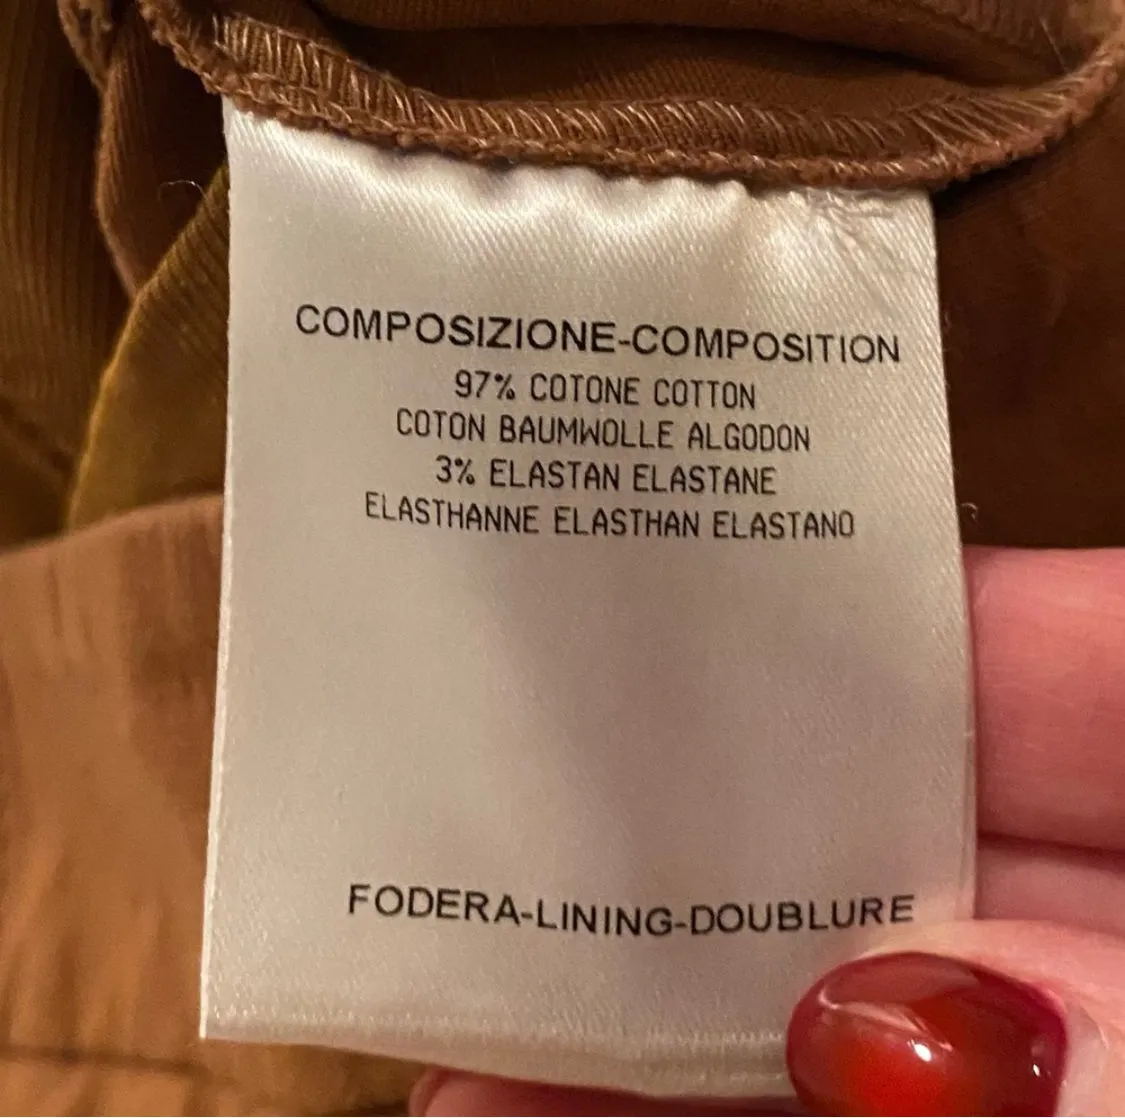 COMPOSIZIONE-COMPOSITION
97% COTONE COTTON
COTON BAUMWOLLE ALGODON
3% ELASTAN ELASTANE
ELASTHANNE ELASTHAN ELASTANO
FODERA-LINING-DOUBLURE